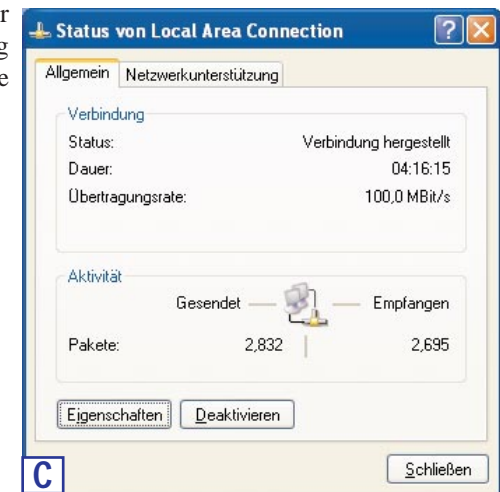 r
g
e
Status von Local Area Connection
Allgemein Netzwerkunterstützung
Verbindung
Status: Verbindung hergestellt
Dauer: 04:16:15
Übertragungsrate: 100,0 MBit/s
Aktivität
Gesendet Empfangen
Pakete: 2,832 2,695
Eigenschaften Deaktivieren
Schließen
C